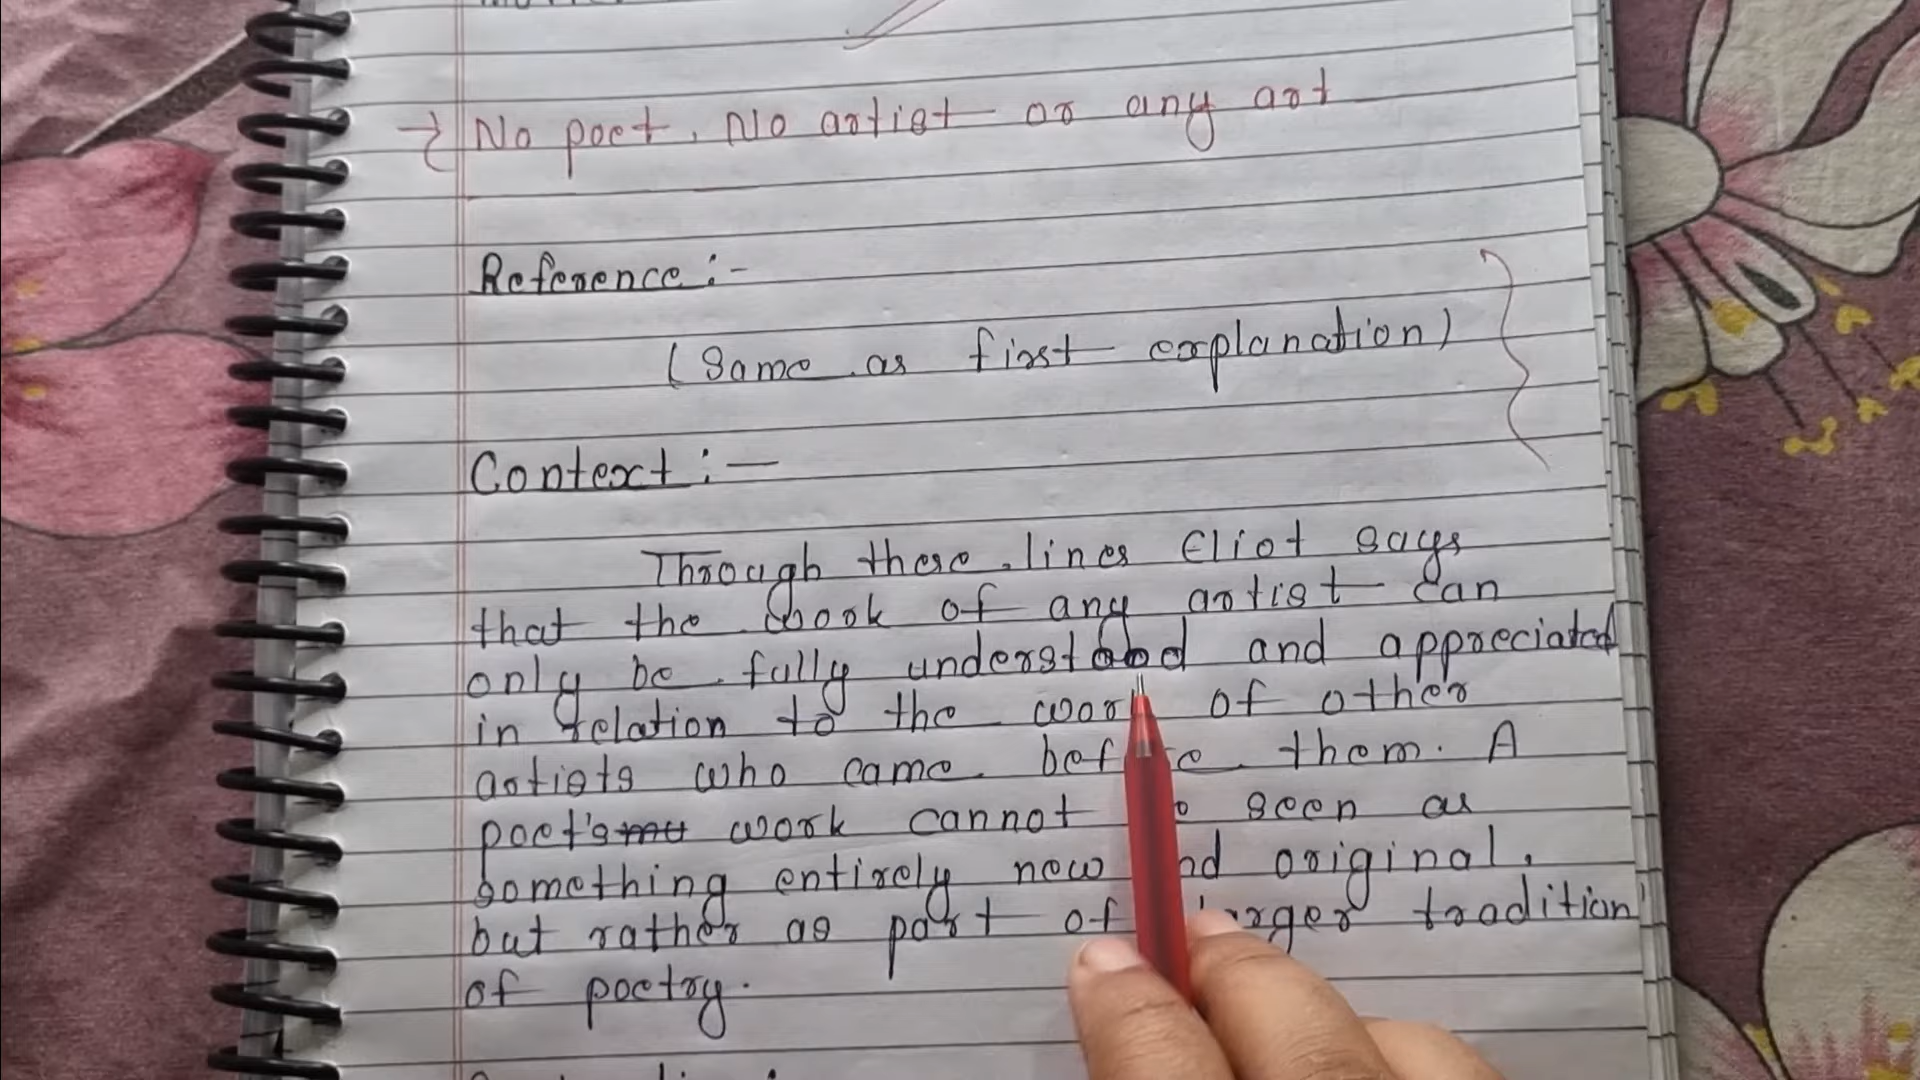 → No poet, No artist or any art
Reference :-
(Same as first explanation)
Context :-
Through these lines Eliot says
that the work of any artist can
only be fully understood and appreciated
in relation to the work of other
artists who came before them. A
poet's work cannot be seen as
something entirely new and original,
but rather as part of larger tradition
of poetry.